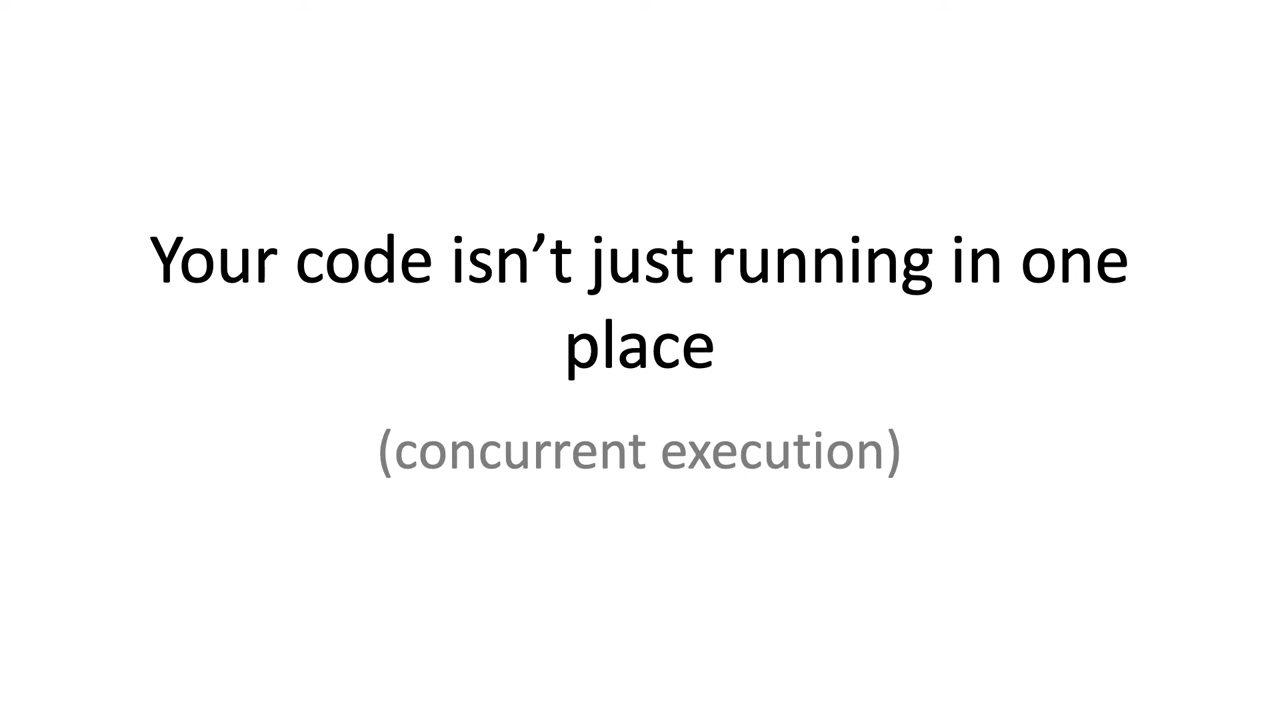 Your code isn’t just running in one
place
(concurrent execution)